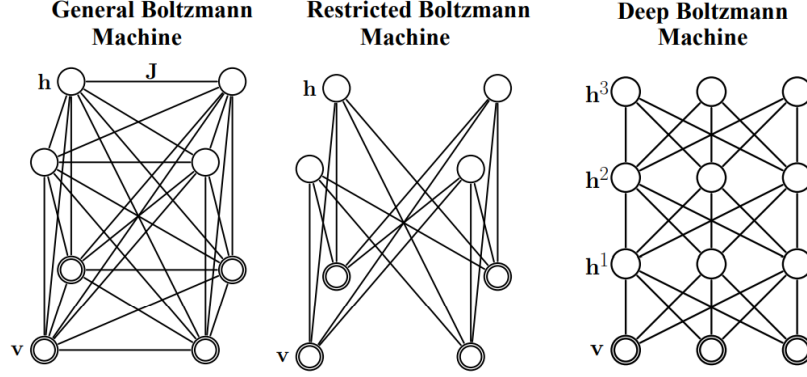 General Boltzmann
Machine
h
J
v
Restricted Boltzmann
Machine
h
v
Deep Boltzmann
Machine
h³
h²
h¹
v